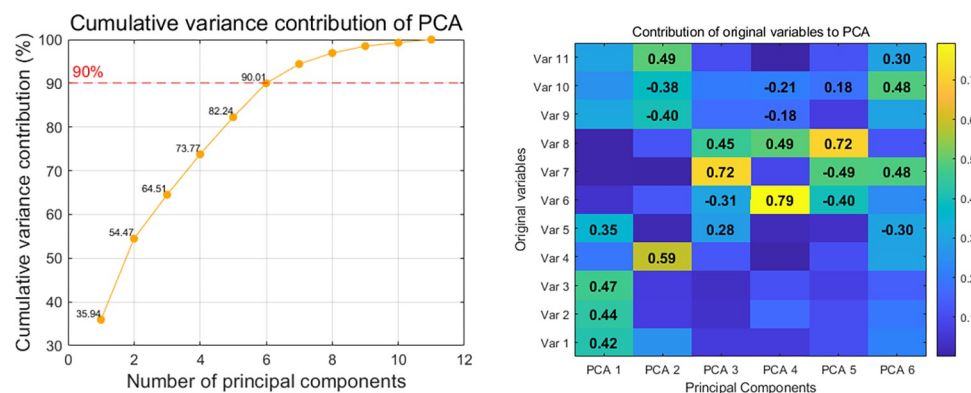 Cumulative variance contribution of PCA
Cumulative variance contribution (%)
100
90
80
70
60
50
40
30
90%
35.94
54.47
64.51
73.77
82.24
90.01
0 2 4 6 8 10 12
Number of principal components
Contribution of original variables to PCA
Original variables
Var 11 0.49 0.30
Var 10 -0.38 -0.21 0.18 0.48
Var 9 -0.40 -0.18
Var 8 0.45 0.49 0.72
Var 7 0.72 -0.49 0.48
Var 6 -0.31 0.79 -0.40
Var 5 0.35 0.28 -0.30
Var 4 0.59
Var 3 0.47
Var 2 0.44
Var 1 0.42
PCA 1 PCA 2 PCA 3 PCA 4 PCA 5 PCA 6
Principal Components